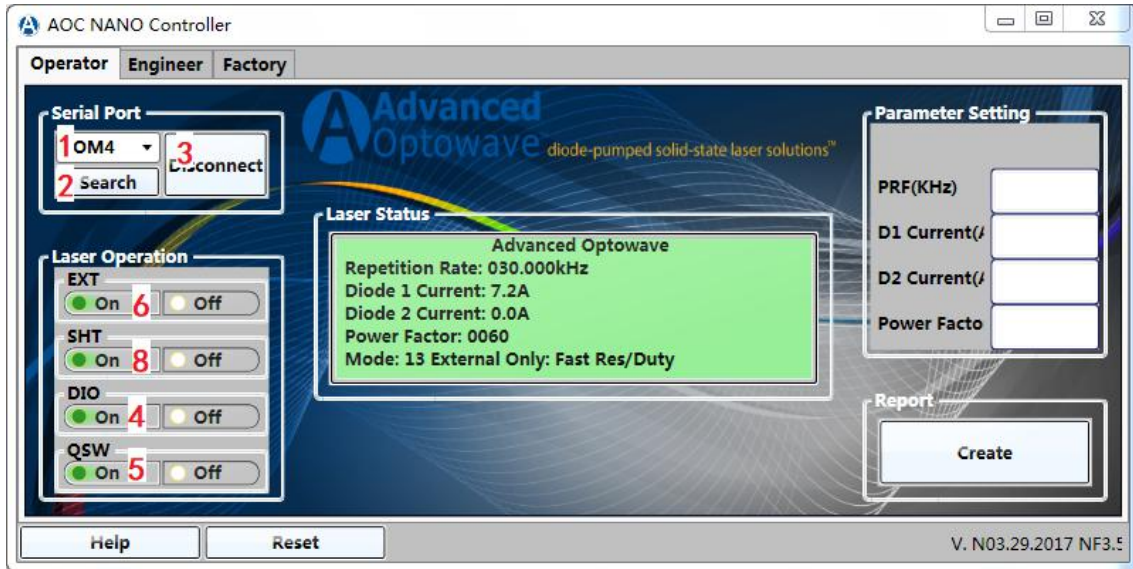 AOC NANO Controller
Operator Engineer Factory
Serial Port
1 OM4
3
Disconnect
2 Search
Advanced
Optowave
diode-pumped solid-state laser solutions™
Parameter Setting
PRF(KHz)
D1 Current(A
D2 Current(A
Power Facto
Laser Status
Advanced Optowave
Repetition Rate: 030.000kHz
Diode 1 Current: 7.2A
Diode 2 Current: 0.0A
Power Factor: 0060
Mode: 13 External Only: Fast Res/Duty
Laser Operation
EXT
On 6 Off
SHT
On 8 Off
DIO
On 4 Off
QSW
On 5 Off
Report
Create
Help Reset
V. N03.29.2017 NF3.5